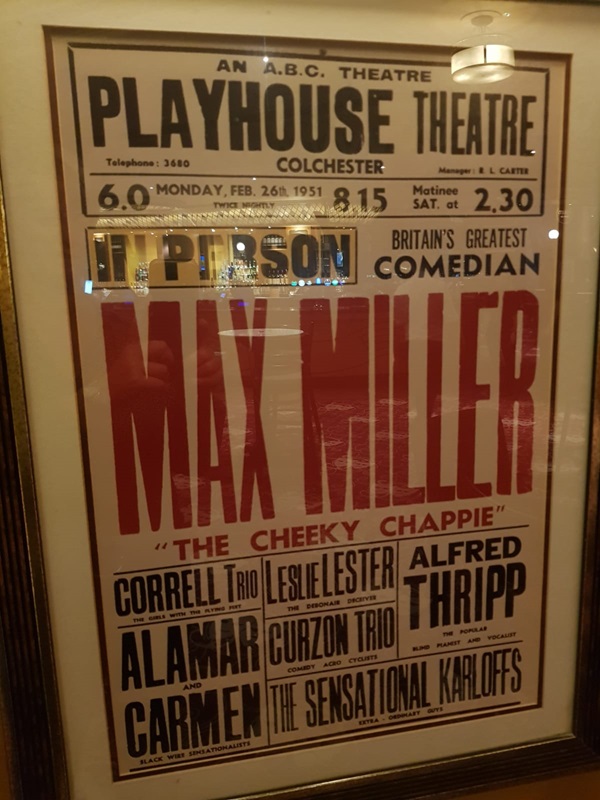 AN A.B.C. THEATRE
PLAYHOUSE THEATRE
Telephone: 3680 COLCHESTER Manager: R. L. CARTER
6.0 MONDAY, FEB. 26th 1951 8.15 Matinee
TWICE NIGHTLY SAT. at 2.30
IN PERSON
BRITAIN'S GREATEST
COMEDIAN
MAX MILLER
"THE CHEEKY CHAPPIE"
CORRELL TRIO
THE GIRLS WITH THE FLYING FEET
ALAMAR
AND
CARMEN
BLACK WIRE SENSATIONALISTS
LESLIE LESTER
THE DEBONAIR DECEIVER
CURZON TRIO
COMEDY ACRO CYCLISTS
ALFRED
THRIPP
THE POPULAR
BLIND PIANIST AND VOCALIST
THE SENSATIONAL KARLOFFS
EXTRA - ORDINARY GUYS